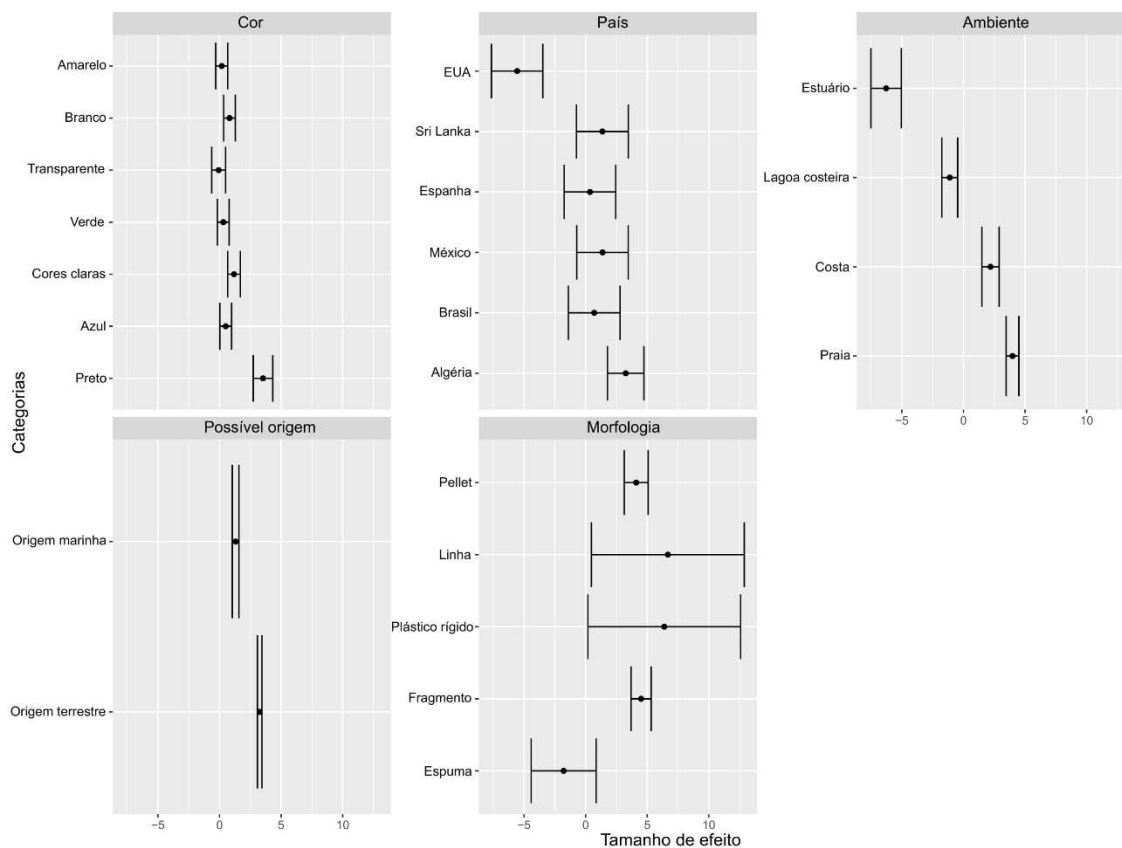 Cor
País
Ambiente
Amarelo
Branco
Transparente
Verde
Cores claras
Azul
Preto
EUA
Sri Lanka
Espanha
México
Brasil
Algéria
Estuário
Lagoa costeira
Costa
Praia
−5 0 5 10
Categorias
Possível origem
Morfologia
Origem marinha
Origem terrestre
Pellet
Linha
Plástico rígido
Fragmento
Espuma
−5 0 5 10
−5 0 5 10
Tamanho de efeito